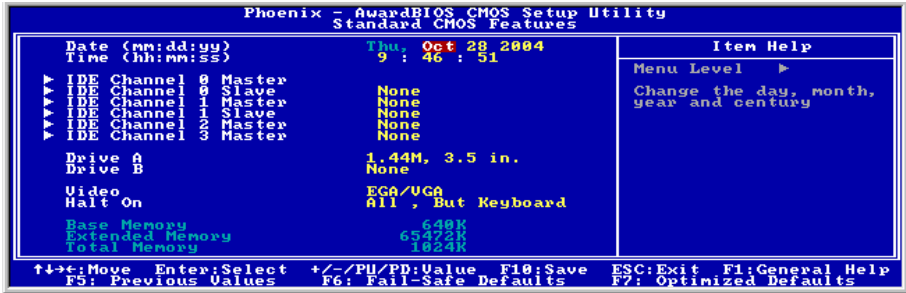 Phoenix - AwardBIOS CMOS Setup Utility
Standard CMOS Features
Date (mm:dd:yy) Thu, Oct 28 2004
Time (hh:mm:ss) 9 : 46 : 51
► IDE Channel 0 Master
► IDE Channel 0 Slave None
► IDE Channel 1 Master None
► IDE Channel 1 Slave None
► IDE Channel 2 Master None
► IDE Channel 3 Master None
Drive A 1.44M, 3.5 in.
Drive B None
Video EGA/VGA
Halt On All , But Keyboard
Base Memory 640K
Extended Memory 65472K
Total Memory 1024K
Item Help
Menu Level ►
Change the day, month,
year and century
↑↓→←:Move Enter:Select +/-/PU/PD:Value F10:Save ESC:Exit F1:General Help
F5: Previous Values F6: Fail-Safe Defaults F7: Optimized Defaults